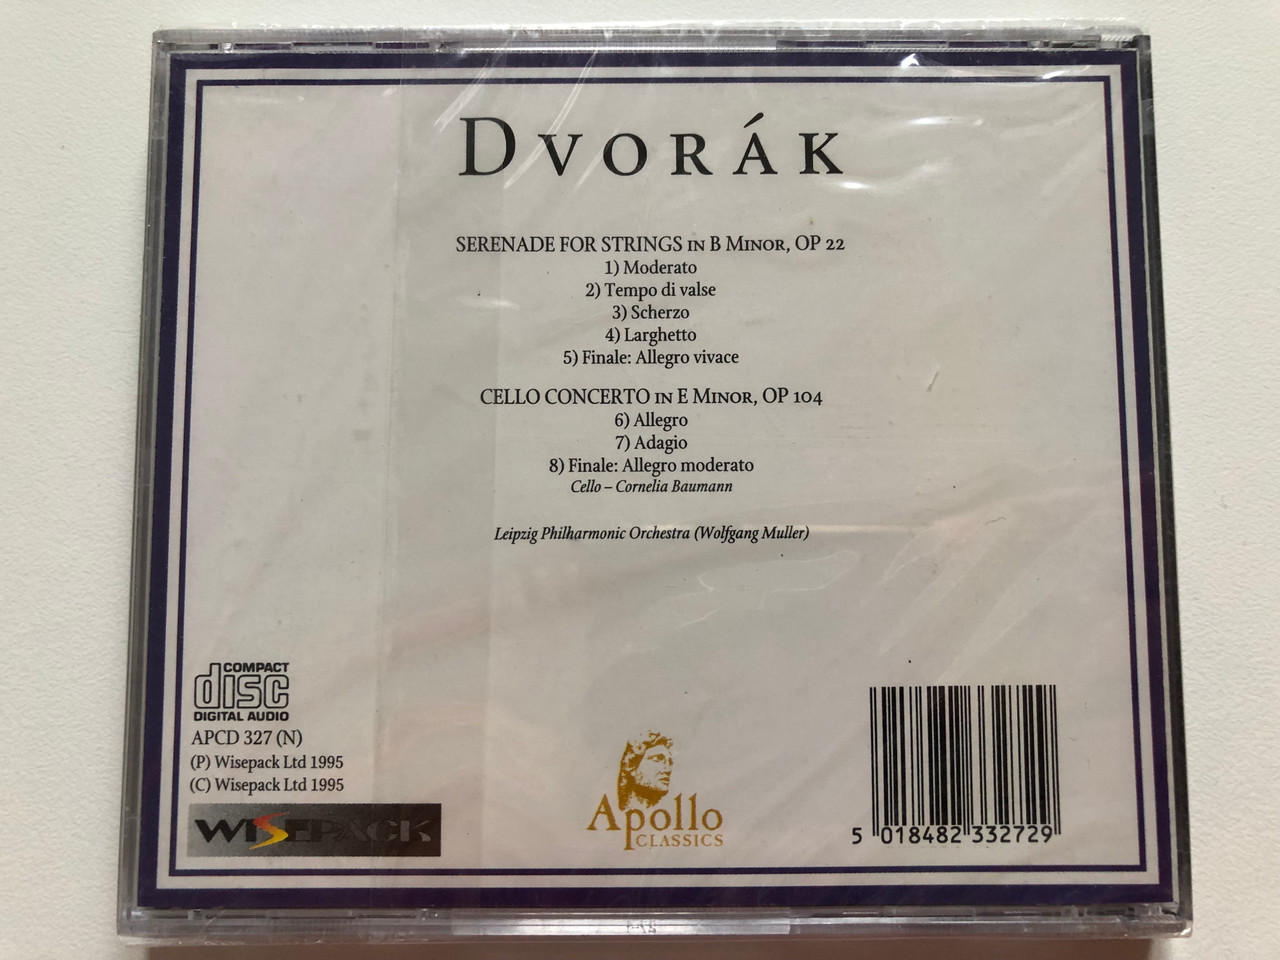 DVORÁK
SERENADE FOR STRINGS IN B MINOR, OP 22
1) Moderato
2) Tempo di valse
3) Scherzo
4) Larghetto
5) Finale: Allegro vivace
CELLO CONCERTO IN E MINOR, OP 104
6) Allegro
7) Adagio
8) Finale: Allegro moderato
Cello – Cornelia Baumann
Leipzig Philharmonic Orchestra (Wolfgang Muller)
COMPACT
disc
DIGITAL AUDIO
APCD 327 (N)
(P) Wisepack Ltd 1995
(C) Wisepack Ltd 1995
WISEPACK
Apollo
CLASSICS
5 018482 332729